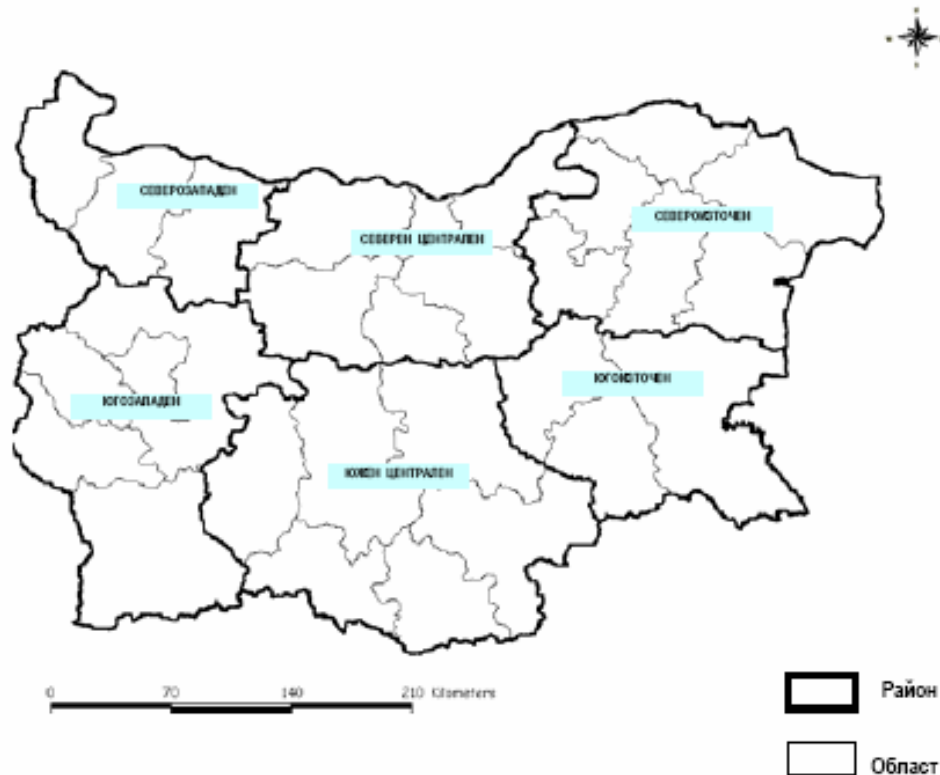 СЕВЕРОЗАПАДЕН
СЕВЕРОИЗТОЧЕН
СЕВЕРЕН ЦЕНТРАЛЕН
ЮГОИЗТОЧЕН
ЮГОЗАПАДЕН
ЮЖЕН ЦЕНТРАЛЕН
0 70 140 210 Kilometers
Район
Област